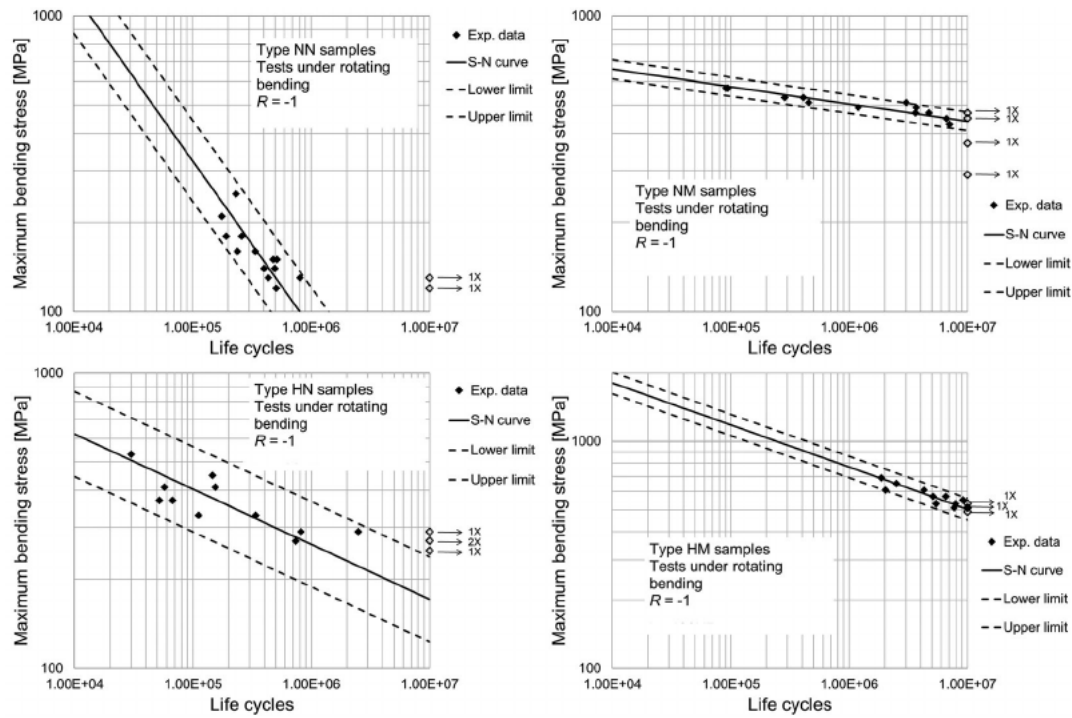 1000
100
Maximum bending stress [MPa]
Type NN samples
Tests under rotating
bending
R = -1
Exp. data
S-N curve
Lower limit
Upper limit
1X
1X
1.00E+04 1.00E+05 1.00E+06 1.00E+07
Life cycles
1000
100
Maximum bending stress [MPa]
Type NM samples
Tests under rotating
bending
R = -1
1X
1X
1X
1X
Exp. data
S-N curve
Lower limit
Upper limit
1.00E+04 1.00E+05 1.00E+06 1.00E+07
Life cycles
1000
100
Maximum bending stress [MPa]
Type HN samples
Tests under rotating
bending
R = -1
Exp. data
S-N curve
Lower limit
Upper limit
1X
2X
1X
1.00E+04 1.00E+05 1.00E+06 1.00E+07
Life cycles
1000
100
Maximum bending stress [MPa]
Type HM samples
Tests under rotating
bending
R = -1
1X
1X
1X
Exp. data
S-N curve
Lower limit
Upper limit
1.00E+04 1.00E+05 1.00E+06 1.00E+07
Life cycles